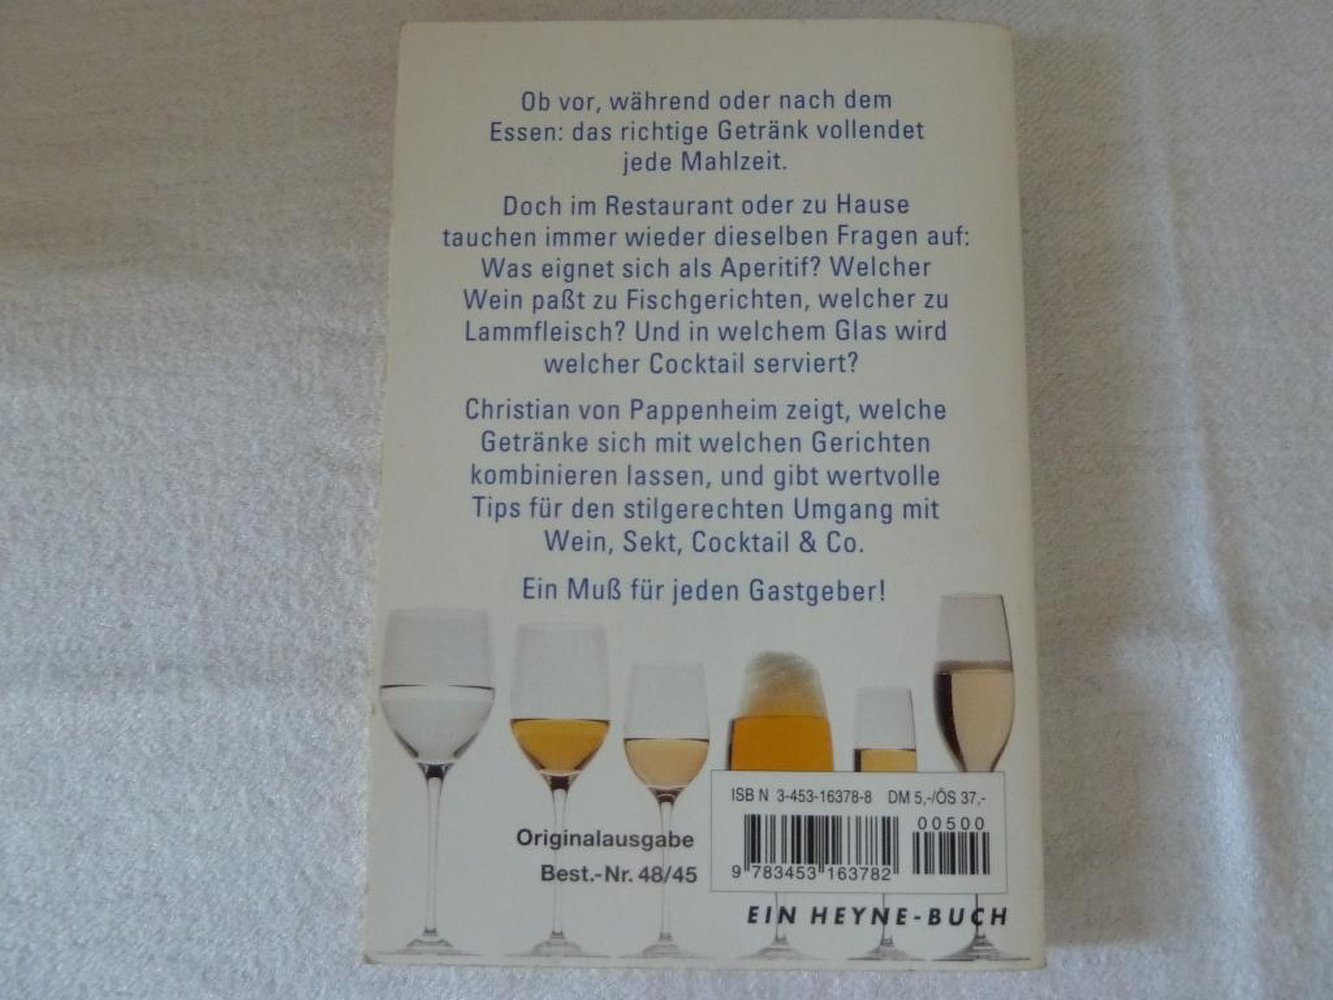 Ob vor, während oder nach dem
Essen: das richtige Getränk vollendet
jede Mahlzeit.
Doch im Restaurant oder zu Hause
tauchen immer wieder dieselben Fragen auf:
Was eignet sich als Aperitif? Welcher
Wein paßt zu Fischgerichten, welcher zu
Lammfleisch? Und in welchem Glas wird
welcher Cocktail serviert?
Christian von Pappenheim zeigt, welche
Getränke sich mit welchen Gerichten
kombinieren lassen, und gibt wertvolle
Tips für den stilgerechten Umgang mit
Wein, Sekt, Cocktail & Co.
Ein Muß für jeden Gastgeber!
ISBN 3-453-16378-8 DM 5,-/ÖS 37,-
00500
9 783453 163782
Originalausgabe
Best.-Nr. 48/45
EIN HEYNE-BUCH